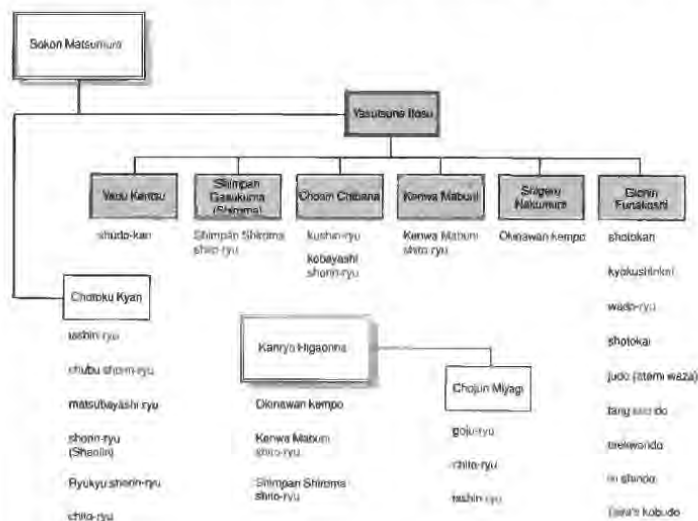 Sokon Matsumura
Yasutsune Itosu
Yabu Kentsu
Shimpan
Gasukuma
(Shiroma)
Chosin Chibana
Kenwa Mabuni
Shigeru
Nakamura
Gichin
Funakoshi
shudo-kan
Shimpan Shiroma
shito-ryu
kushin-ryu
kobayashi
shorin-ryu
Kenwa Mabuni
shito-ryu
Okinawan kempo
shotokan
kyokushinkai
wado-ryu
shotokai
judo (atemi waza)
tang soo do
taekwondo
Chotoku Kyan
isshin-ryu
chubu shorin-ryu
matsubayashi ryu
shorin-ryu
(Shaolin)
Ryukyu shorin-ryu
chito-ryu
Kanryo Higaonna
Okinawan kempo
Kenwa Mabuni
shito-ryu
Shimpan Shiroma
shito-ryu
Chojun Miyagi
goju-ryu
chito-ryu
isshin-ryu
kobudo